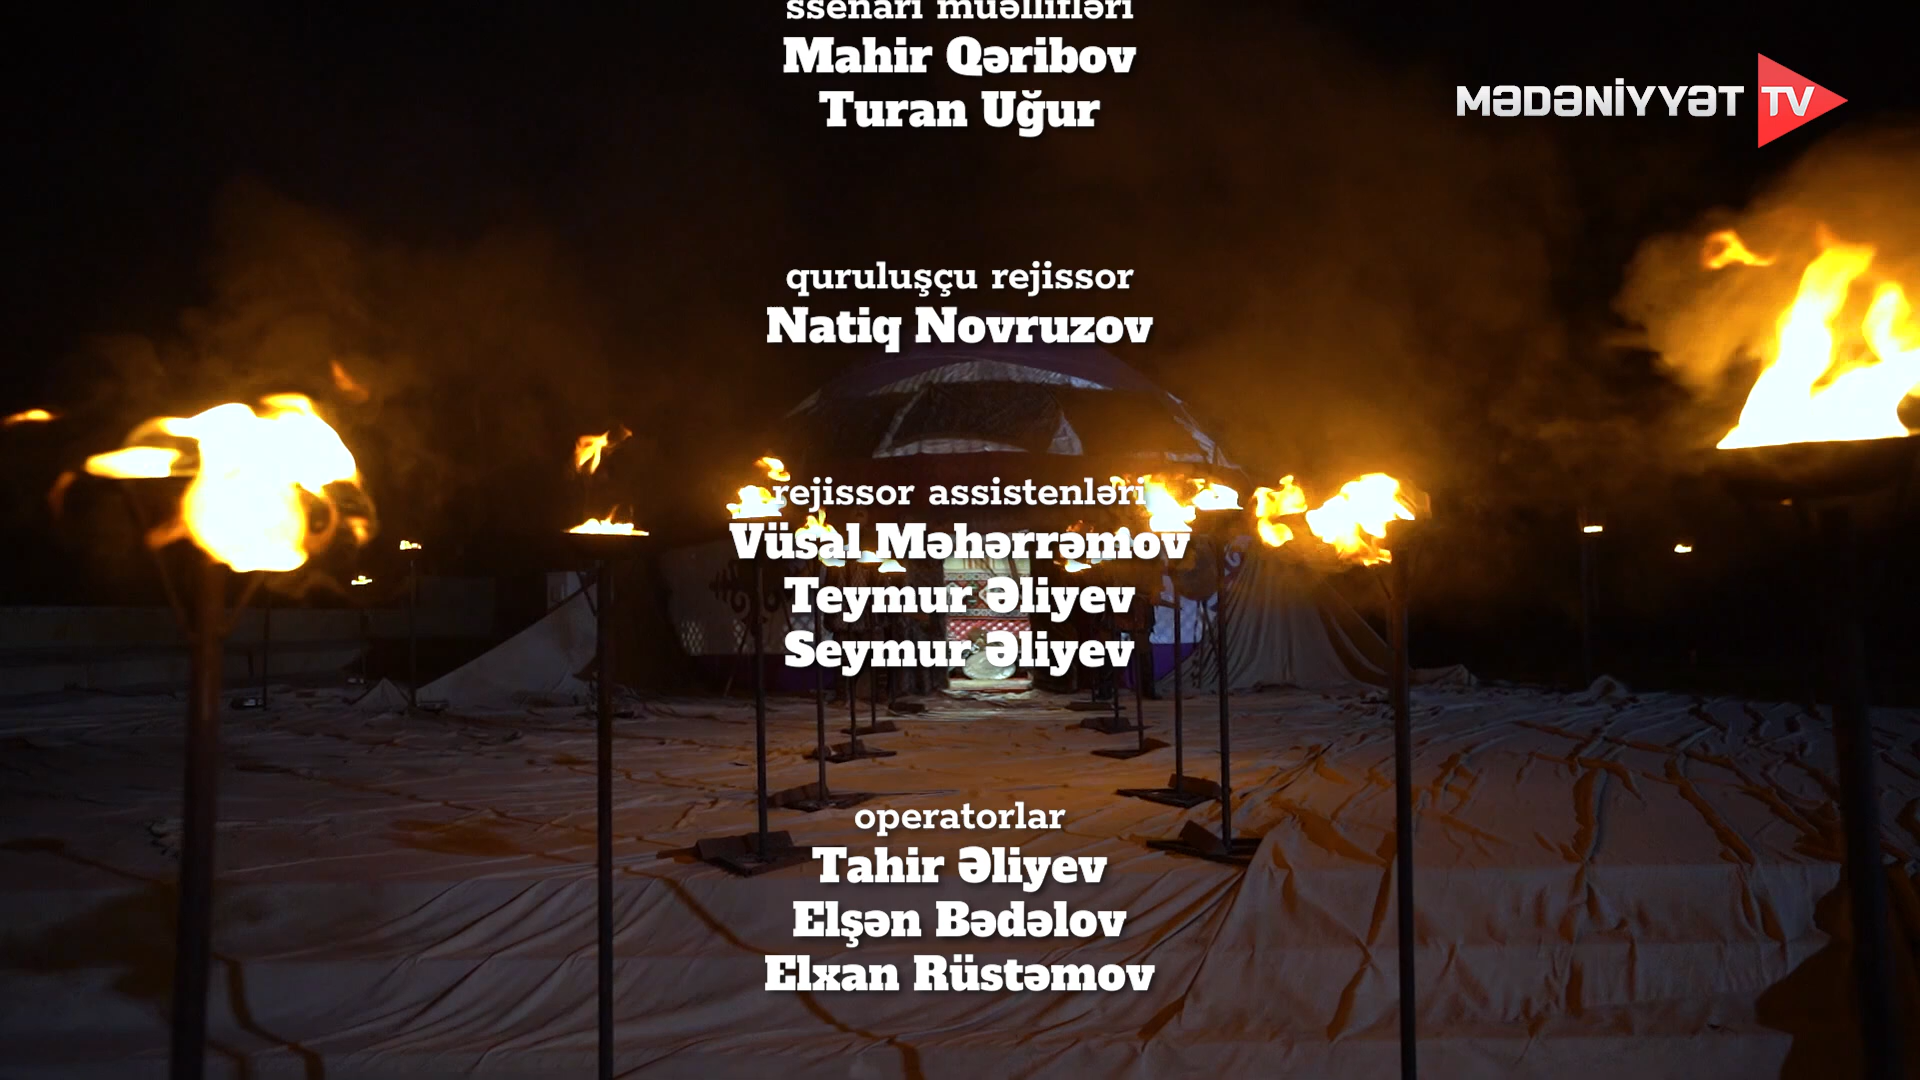 ssenari müəllifləri
Mahir Qəribov
Turan Uğur
MƏDƏNİYYƏT TV
quruluşçu rejissor
Natiq Novruzov
rejissor assistenləri
Vüsal Məhərrəmov
Teymur Əliyev
Seymur Əliyev
operatorlar
Tahir Əliyev
Elşən Bədəlov
Elxan Rüstəmov